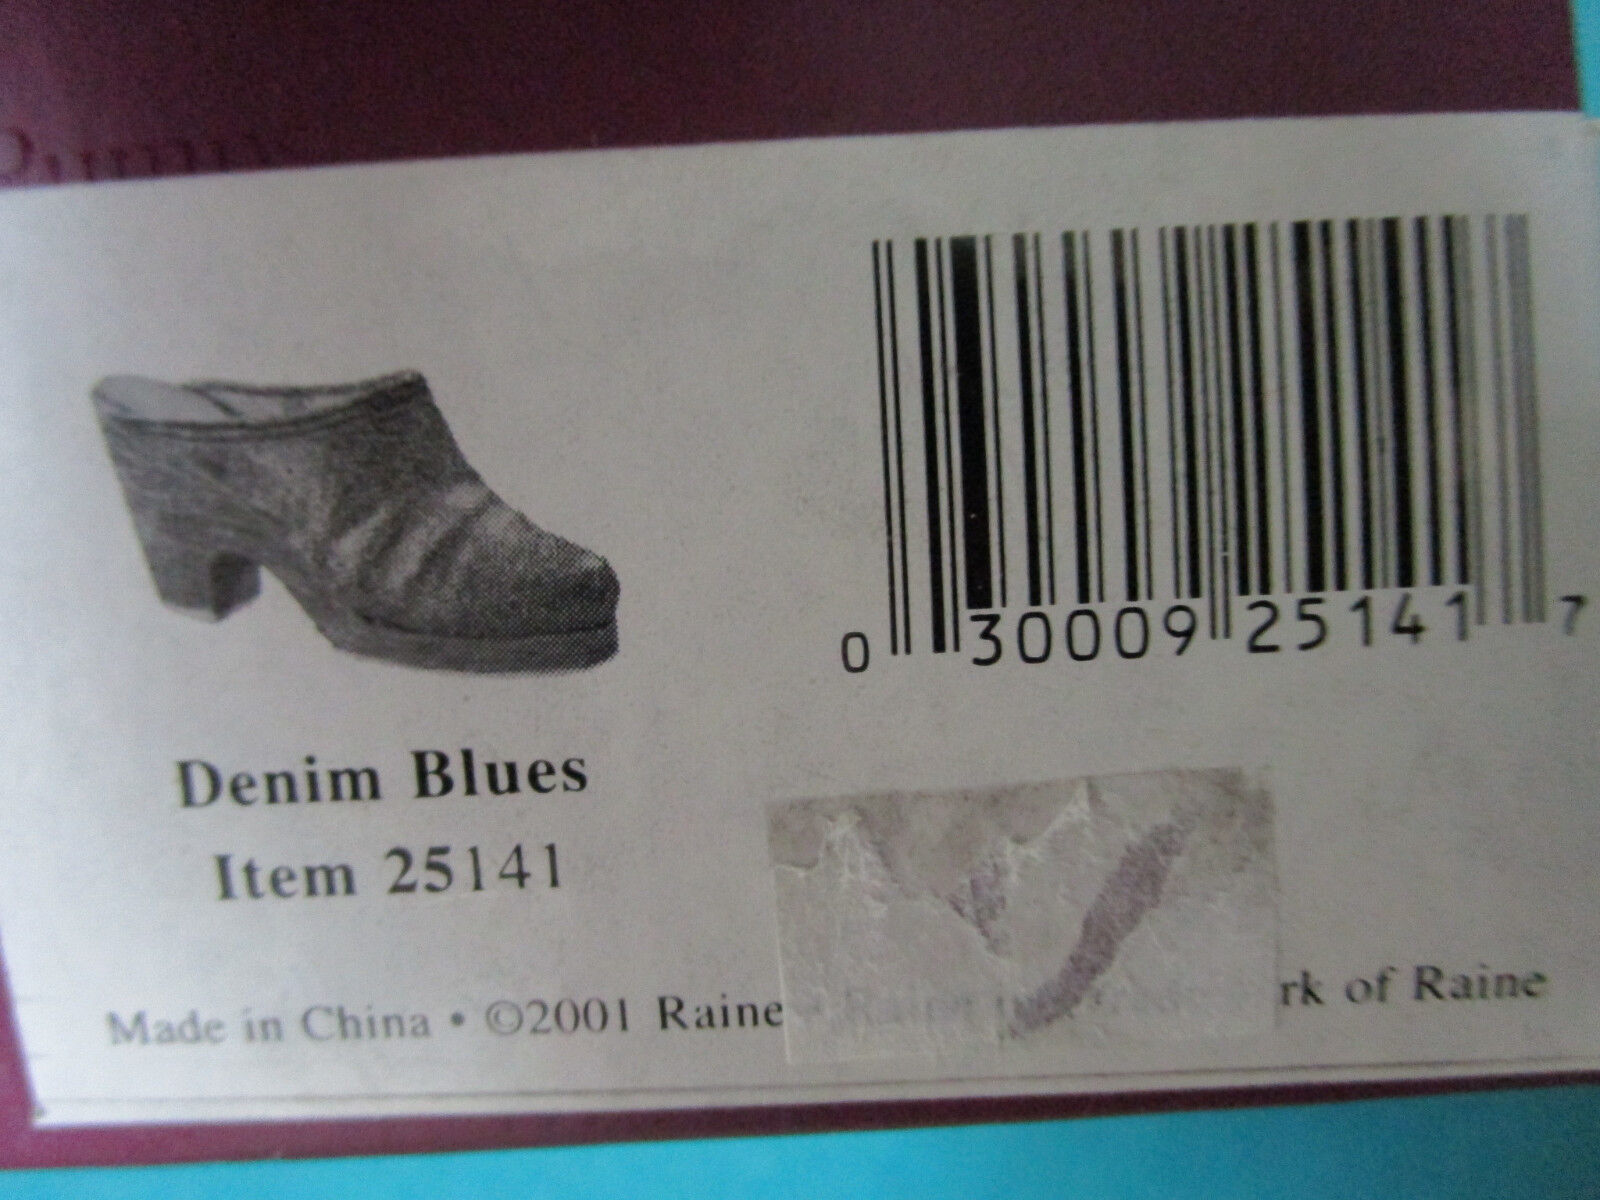 0 30009 25141 7
Denim Blues
Item 25141
Made in China • ©2001 Raine rk of Raine